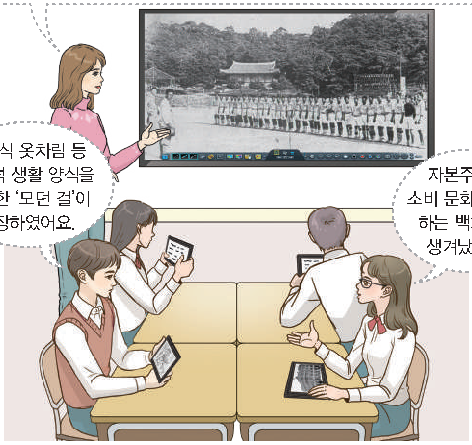 식 옷차림 등
생활 양식을
한 '모던 걸'이
장하였어요.
자본주
소비 문화
하는 백
생겨났